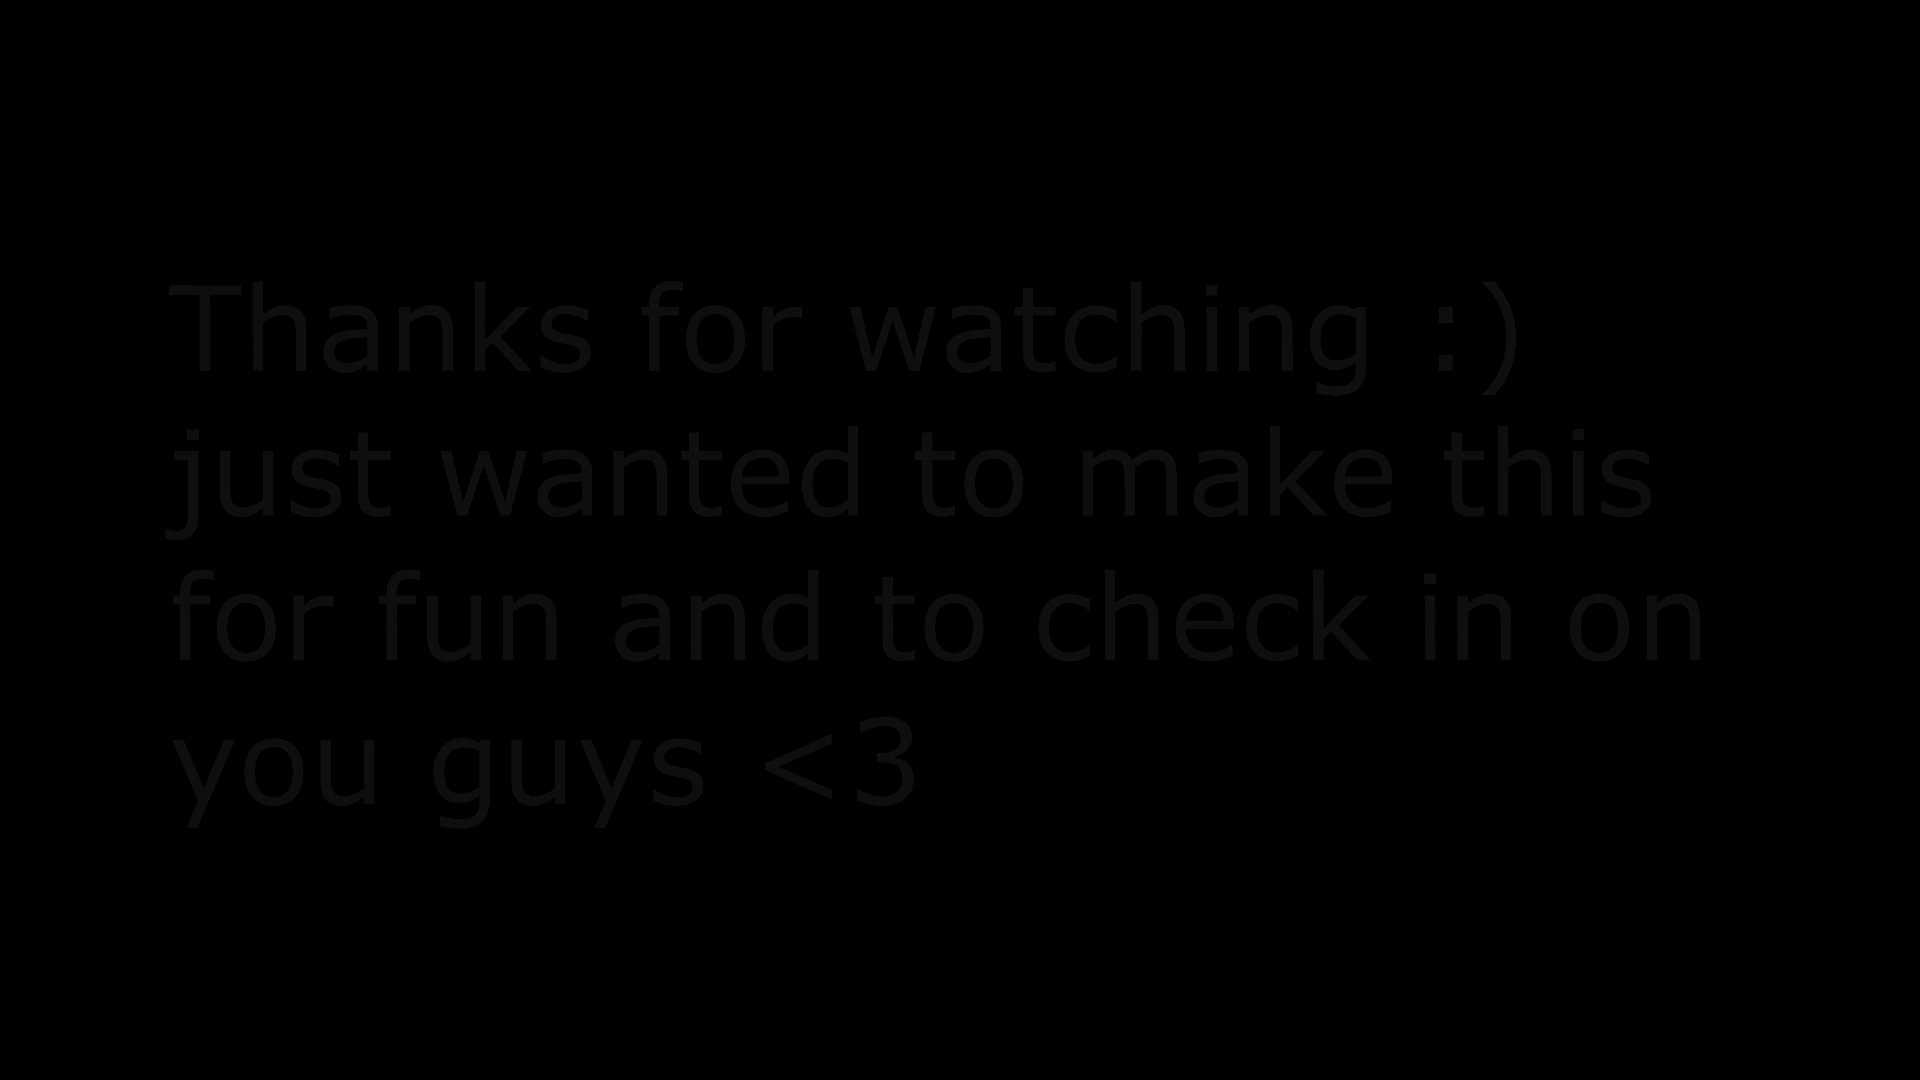 Thanks for watching :)
just wanted to make this
for fun and to check in on
you guys <3